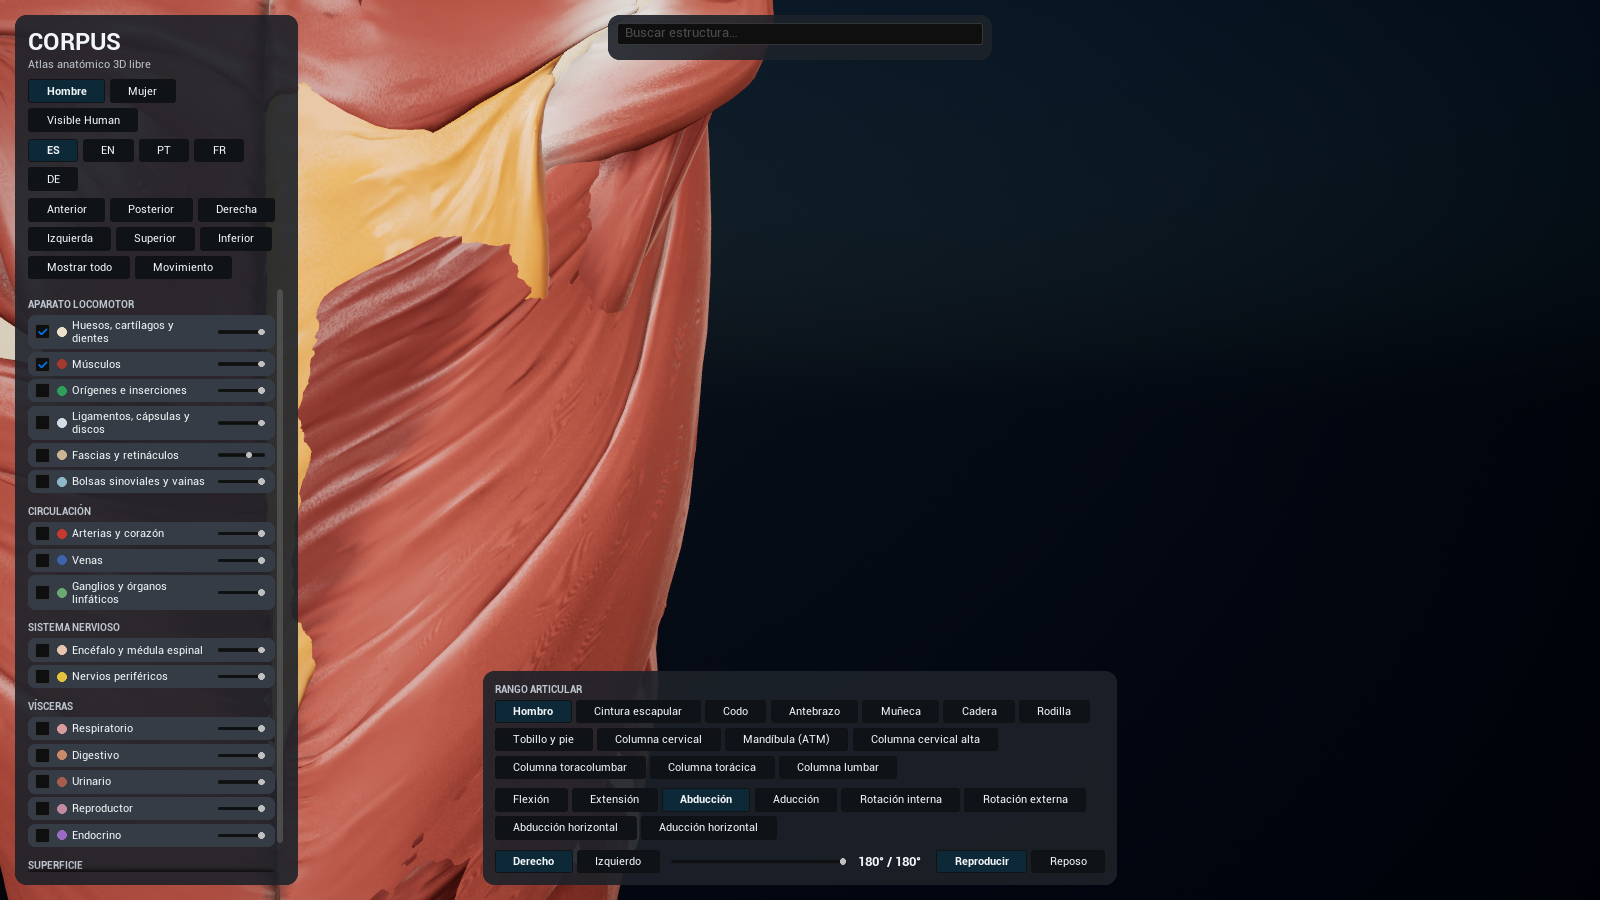 CORPUS
Atlas anatómico 3D libre
Hombre Mujer
Visible Human
ES EN PT FR
DE
Anterior Posterior Derecha
Izquierda Superior Inferior
Mostrar todo Movimiento
APARATO LOCOMOTOR
Huesos, cartílagos y
dientes
Músculos
Orígenes e inserciones
Ligamentos, cápsulas y
discos
Fascias y retináculos
Bolsas sinoviales y vainas
CIRCULACIÓN
Arterias y corazón
Venas
Ganglios y órganos
linfáticos
SISTEMA NERVIOSO
Encéfalo y médula espinal
Nervios periféricos
VÍSCERAS
Respiratorio
Digestivo
Urinario
Reproductor
Endocrino
SUPERFICIE
Buscar estructura...
RANGO ARTICULAR
Hombro Cintura escapular Codo Antebrazo Muñeca Cadera Rodilla
Tobillo y pie Columna cervical Mandíbula (ATM) Columna cervical alta
Columna toracolumbar Columna torácica Columna lumbar
Flexión Extensión Abducción Aducción Rotación interna Rotación externa
Abducción horizontal Aducción horizontal
Derecho Izquierdo 180° / 180° Reproducir Reposo